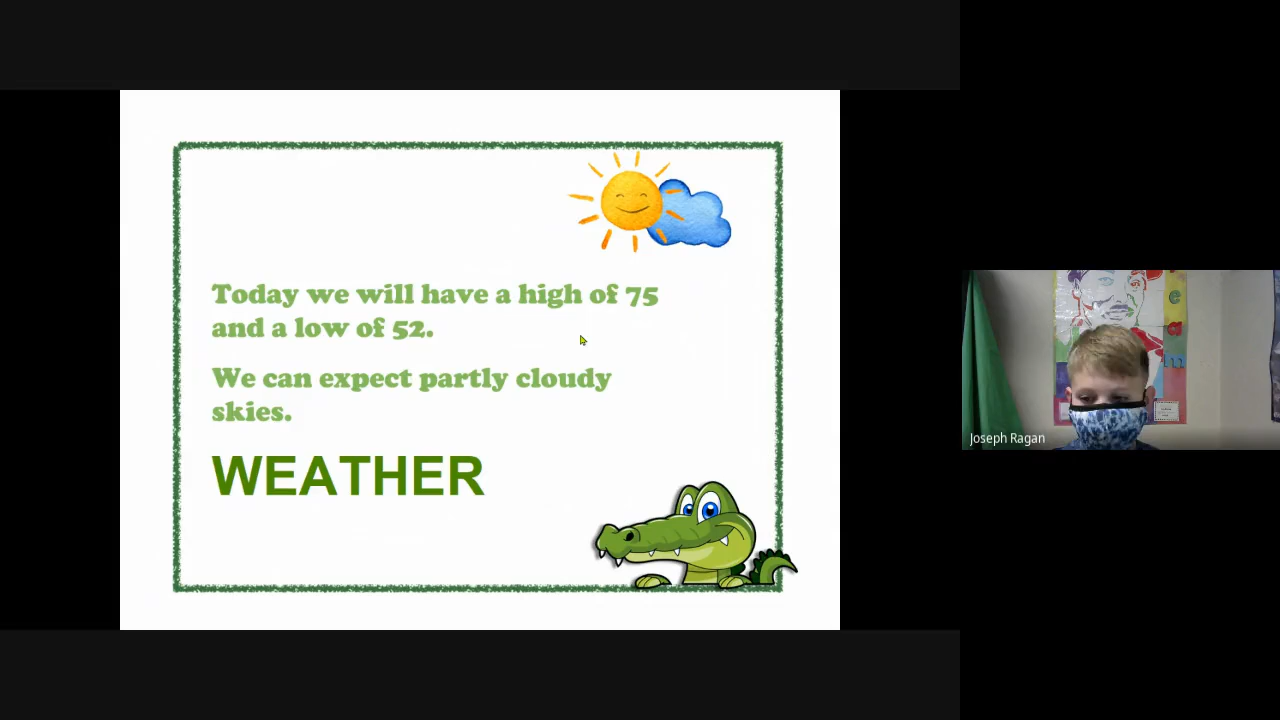 Today we will have a high of 75
and a low of 52.
We can expect partly cloudy
skies.
WEATHER
e
a
m
Joseph Ragan